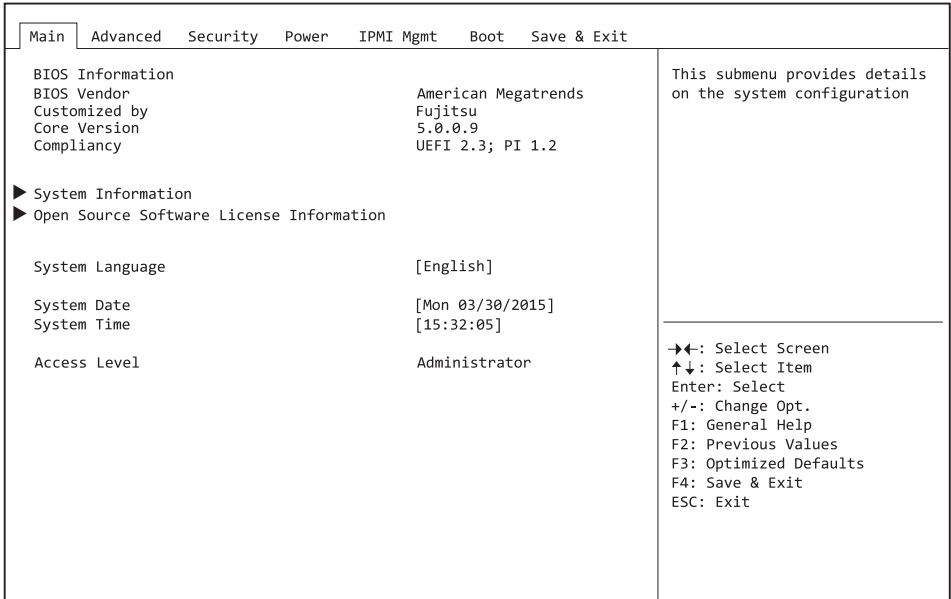 Main Advanced Security Power IPMI Mgmt Boot Save & Exit
BIOS Information
BIOS Vendor American Megatrends
Customized by Fujitsu
Core Version 5.0.0.9
Compliancy UEFI 2.3; PI 1.2
▶ System Information
▶ Open Source Software License Information
System Language [English]
System Date [Mon 03/30/2015]
System Time [15:32:05]
Access Level Administrator
This submenu provides details
on the system configuration
→←: Select Screen
↑↓: Select Item
Enter: Select
+/-: Change Opt.
F1: General Help
F2: Previous Values
F3: Optimized Defaults
F4: Save & Exit
ESC: Exit